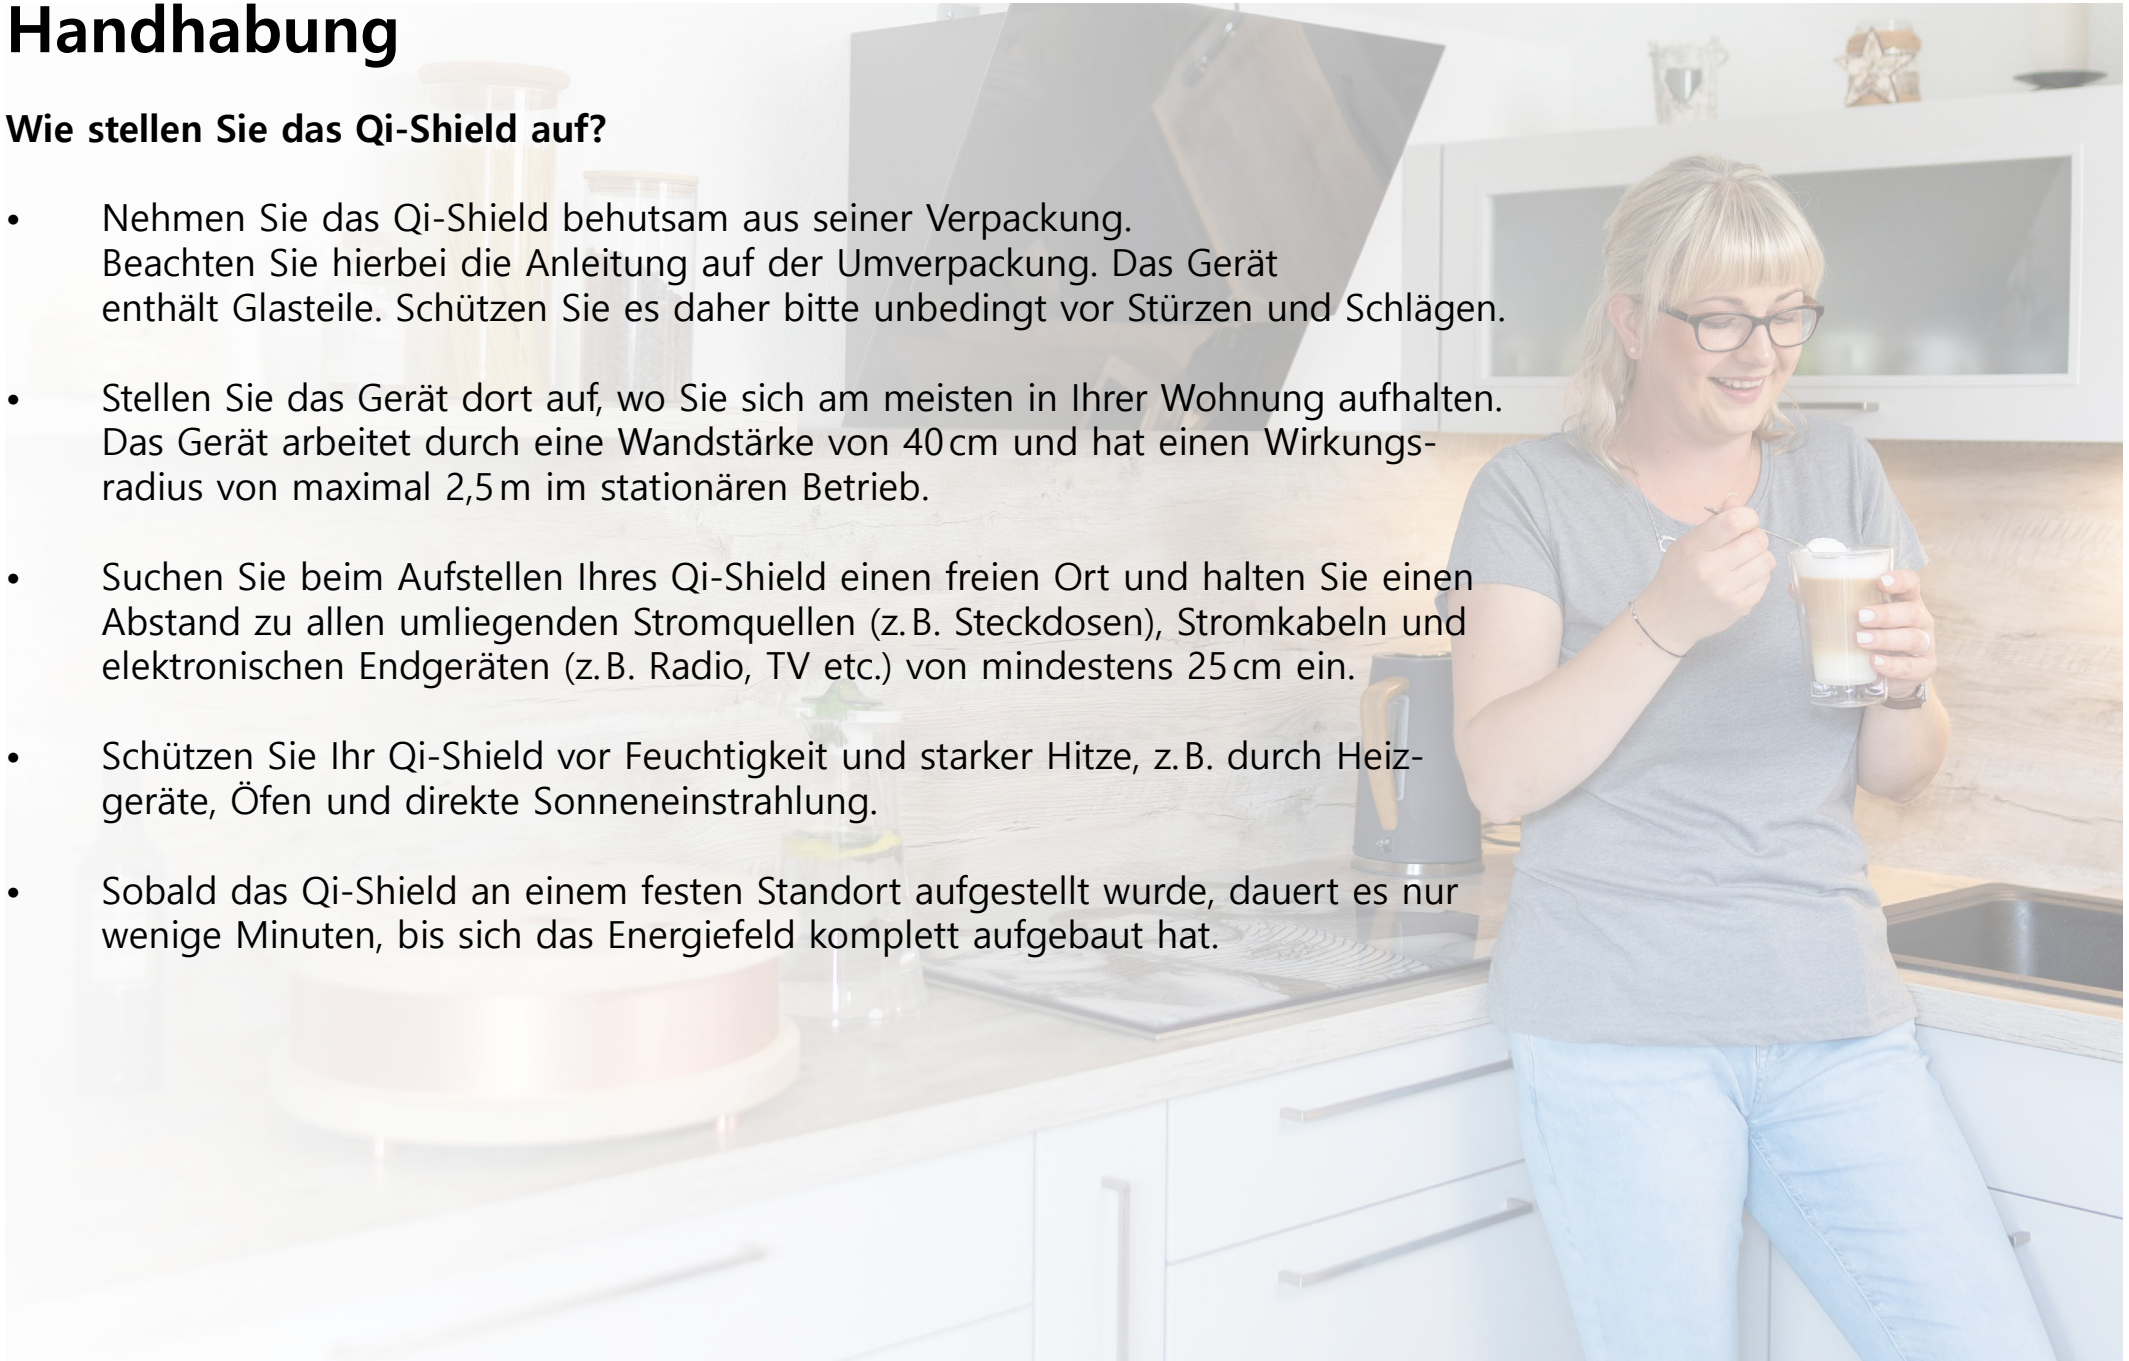 Handhabung
Wie stellen Sie das Qi-Shield auf?
• Nehmen Sie das Qi-Shield behutsam aus seiner Verpackung.
Beachten Sie hierbei die Anleitung auf der Umverpackung. Das Gerät
enthält Glasteile. Schützen Sie es daher bitte unbedingt vor Stürzen und Schlägen.
• Stellen Sie das Gerät dort auf, wo Sie sich am meisten in Ihrer Wohnung aufhalten.
Das Gerät arbeitet durch eine Wandstärke von 40 cm und hat einen Wirkungs-
radius von maximal 2,5 m im stationären Betrieb.
• Suchen Sie beim Aufstellen Ihres Qi-Shield einen freien Ort und halten Sie einen
Abstand zu allen umliegenden Stromquellen (z. B. Steckdosen), Stromkabeln und
elektronischen Endgeräten (z. B. Radio, TV etc.) von mindestens 25 cm ein.
• Schützen Sie Ihr Qi-Shield vor Feuchtigkeit und starker Hitze, z. B. durch Heiz-
geräte, Öfen und direkte Sonneneinstrahlung.
• Sobald das Qi-Shield an einem festen Standort aufgestellt wurde, dauert es nur
wenige Minuten, bis sich das Energiefeld komplett aufgebaut hat.